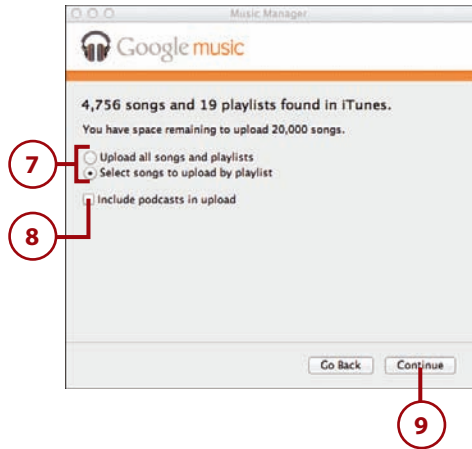 Music Manager
Google music
4,756 songs and 19 playlists found in iTunes.
You have space remaining to upload 20,000 songs.
7
Upload all songs and playlists
Select songs to upload by playlist
8
Include podcasts in upload
Go Back
Continue
9